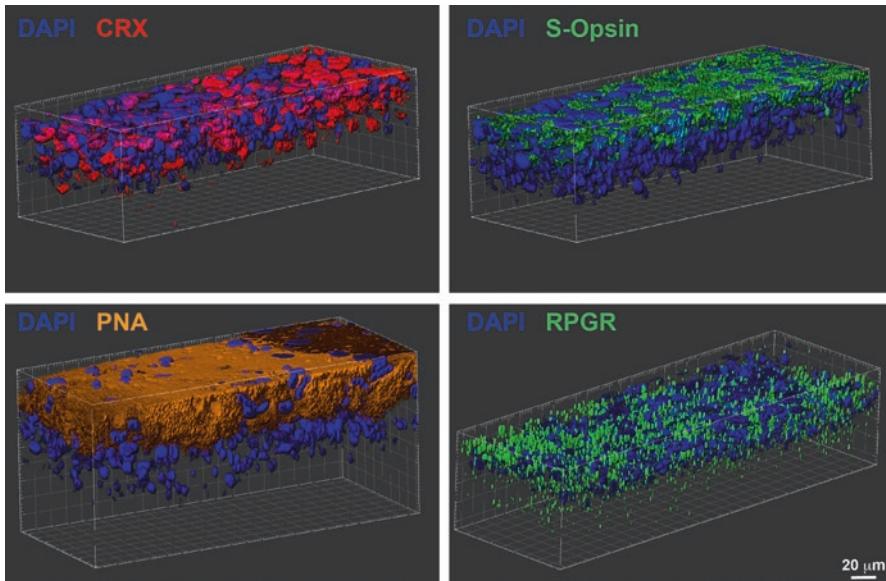 DAPI CRX
DAPI S-Opsin
DAPI PNA
DAPI RPGR
20 μm